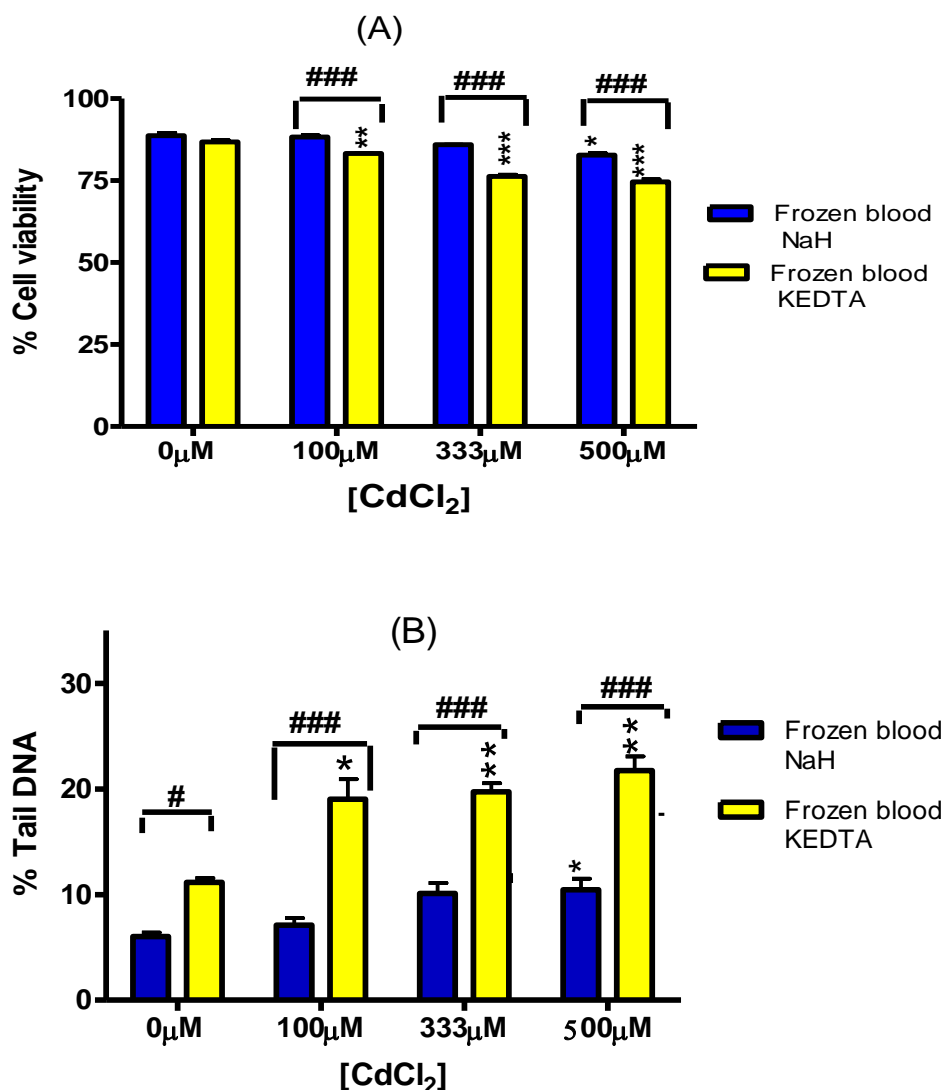 (A)
### ### ###
100
75
50
25
0
% Cell viability
** *** * ***
0μM 100μM 333μM 500μM
[CdCl₂]
Frozen blood
NaH
Frozen blood
KEDTA
(B)
30
20
10
0
% Tail DNA
# ### ### ###
* ** * **
0μM 100μM 333μM 500μM
[CdCl₂]
Frozen blood
NaH
Frozen blood
KEDTA